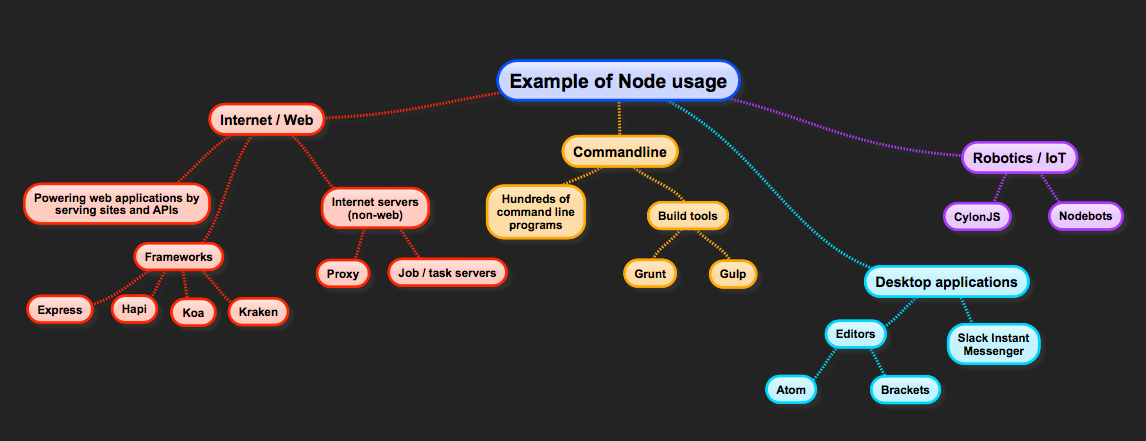 Example of Node usage
Internet / Web
Powering web applications by
serving sites and APIs
Frameworks
Express
Hapi
Koa
Kraken
Internet servers
(non-web)
Proxy
Job / task servers
Commandline
Hundreds of
command line
programs
Build tools
Grunt
Gulp
Desktop applications
Editors
Atom
Brackets
Slack Instant
Messenger
Robotics / IoT
CylonJS
Nodebots